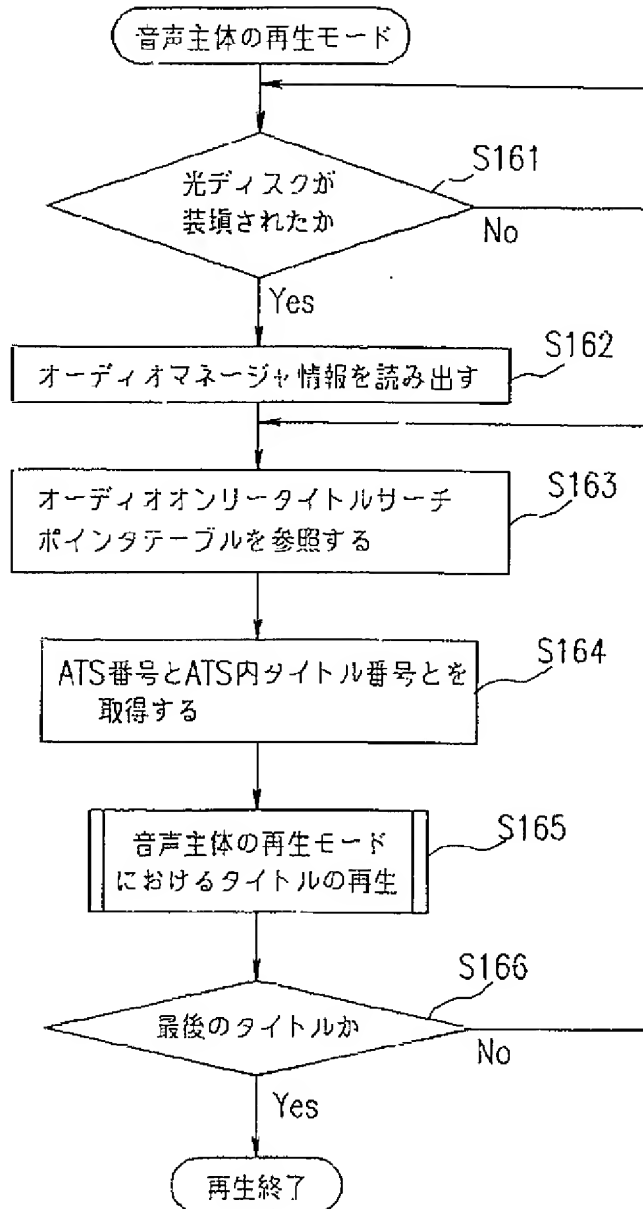 音声主体の再生モード
S161
光ディスクが
装填されたか
No
Yes
S162
オーディオマネージャ情報を読み出す
S163
オーディオオンリータイトルサーチ
ポインタテーブルを参照する
S164
ATS番号とATS内タイトル番号とを
取得する
S165
音声主体の再生モード
におけるタイトルの再生
S166
最後のタイトルか
No
Yes
再生終了